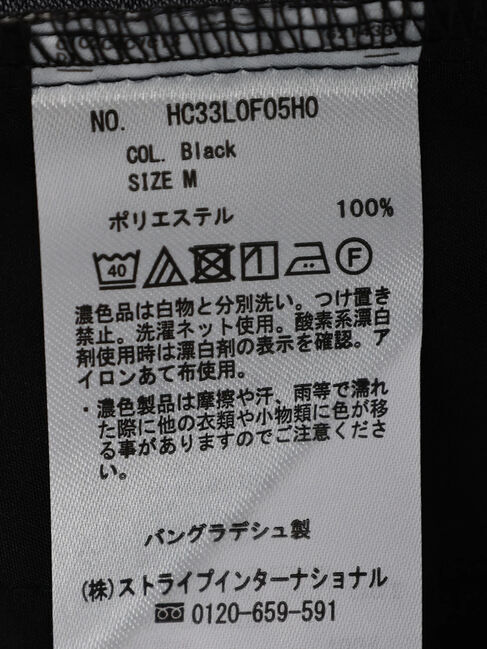 NO. HC33L0F05H0
COL. Black
SIZE M
ポリエステル 100%
40 F
濃色品は白物と分別洗い。つけ置き
禁止。洗濯ネット使用。酸素系漂白
剤使用時は漂白剤の表示を確認。ア
イロンあて布使用。
・濃色製品は摩擦や汗、雨等で濡れ
た際に他の衣類や小物類に色が移
る事がありますのでご注意くださ
い。
バングラデシュ製
(株)ストライプインターナショナル
0120-659-591